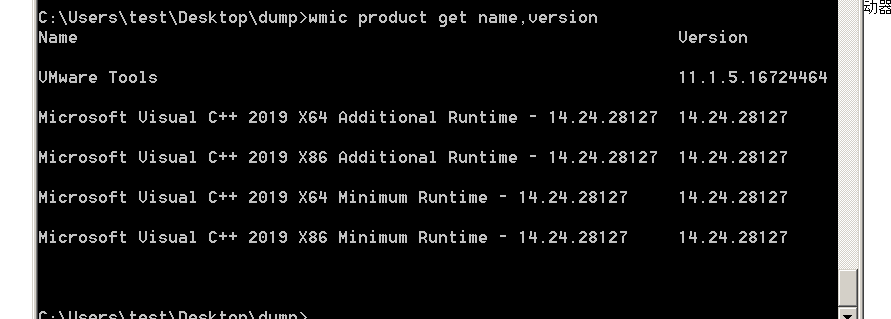 C:\Users\test\Desktop\dump>wmic product get name,version
Name Version
VMware Tools 11.1.5.16724464
Microsoft Visual C++ 2019 X64 Additional Runtime - 14.24.28127 14.24.28127
Microsoft Visual C++ 2019 X86 Additional Runtime - 14.24.28127 14.24.28127
Microsoft Visual C++ 2019 X64 Minimum Runtime - 14.24.28127 14.24.28127
Microsoft Visual C++ 2019 X86 Minimum Runtime - 14.24.28127 14.24.28127
C:\Users\test\Desktop\dump>
动器